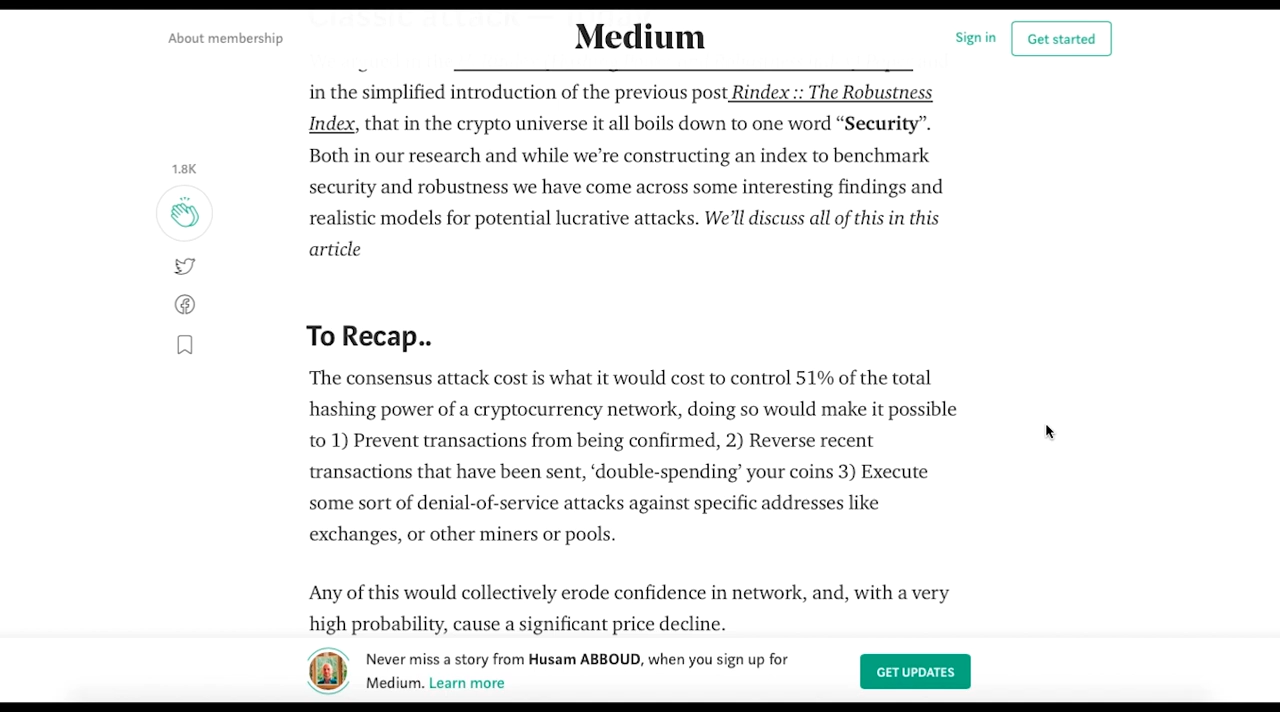 About membership
Medium
Sign in
Get started
in the simplified introduction of the previous post Rindex :: The Robustness
Index, that in the crypto universe it all boils down to one word “Security”.
Both in our research and while we’re constructing an index to benchmark
security and robustness we have come across some interesting findings and
realistic models for potential lucrative attacks. We’ll discuss all of this in this
article
1.8K
To Recap..
The consensus attack cost is what it would cost to control 51% of the total
hashing power of a cryptocurrency network, doing so would make it possible
to 1) Prevent transactions from being confirmed, 2) Reverse recent
transactions that have been sent, ‘double-spending’ your coins 3) Execute
some sort of denial-of-service attacks against specific addresses like
exchanges, or other miners or pools.
Any of this would collectively erode confidence in network, and, with a very
high probability, cause a significant price decline.
Never miss a story from Husam ABBOUD, when you sign up for
Medium. Learn more
GET UPDATES